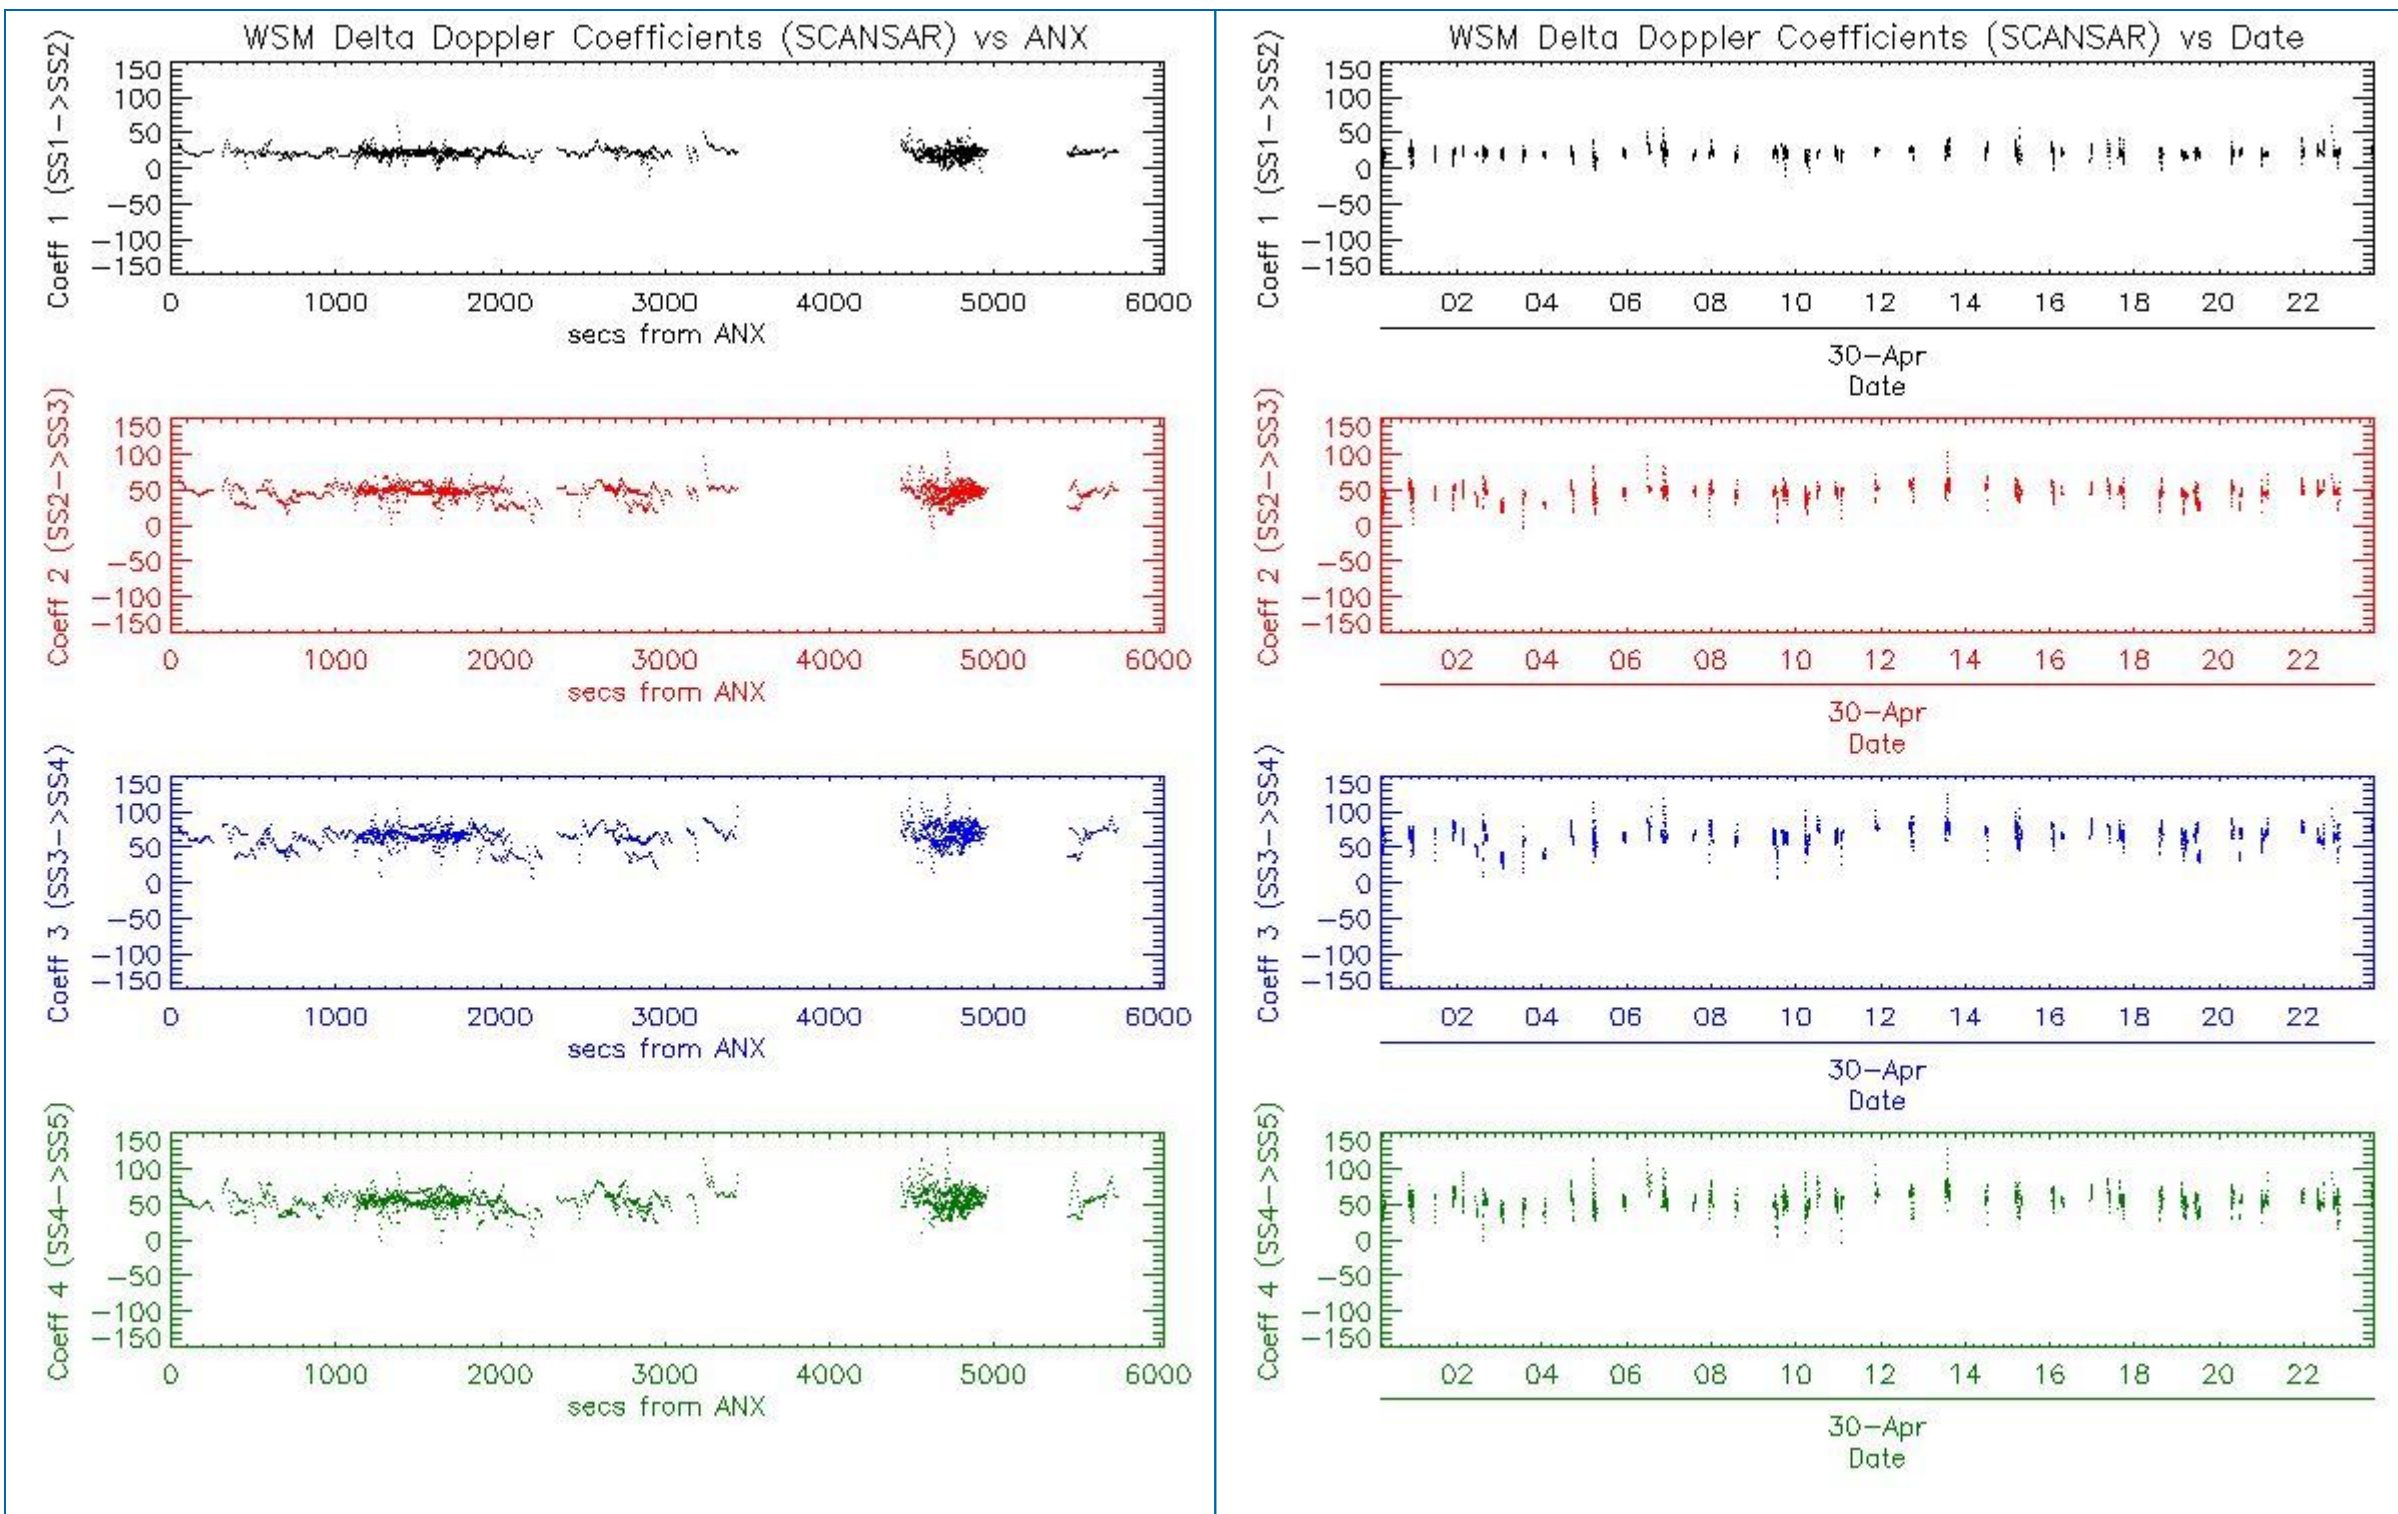 WSM Delta Doppler Coefficients (SCANSAR) vs ANX
Coeff 1 (SS1->SS2)
150
100
50
0
-50
-100
-150
0 1000 2000 3000 4000 5000 6000
secs from ANX
Coeff 2 (SS2->SS3)
150
100
50
0
-50
-100
-150
0 1000 2000 3000 4000 5000 6000
secs from ANX
Coeff 3 (SS3->SS4)
150
100
50
0
-50
-100
-150
0 1000 2000 3000 4000 5000 6000
secs from ANX
Coeff 4 (SS4->SS5)
150
100
50
0
-50
-100
-150
0 1000 2000 3000 4000 5000 6000
secs from ANX
WSM Delta Doppler Coefficients (SCANSAR) vs Date
Coeff 1 (SS1->SS2)
150
100
50
0
-50
-100
-150
02 04 06 08 10 12 14 16 18 20 22
30-Apr
Date
Coeff 2 (SS2->SS3)
150
100
50
0
-50
-100
-150
02 04 06 08 10 12 14 16 18 20 22
30-Apr
Date
Coeff 3 (SS3->SS4)
150
100
50
0
-50
-100
-150
02 04 06 08 10 12 14 16 18 20 22
30-Apr
Date
Coeff 4 (SS4->SS5)
150
100
50
0
-50
-100
-150
02 04 06 08 10 12 14 16 18 20 22
30-Apr
Date